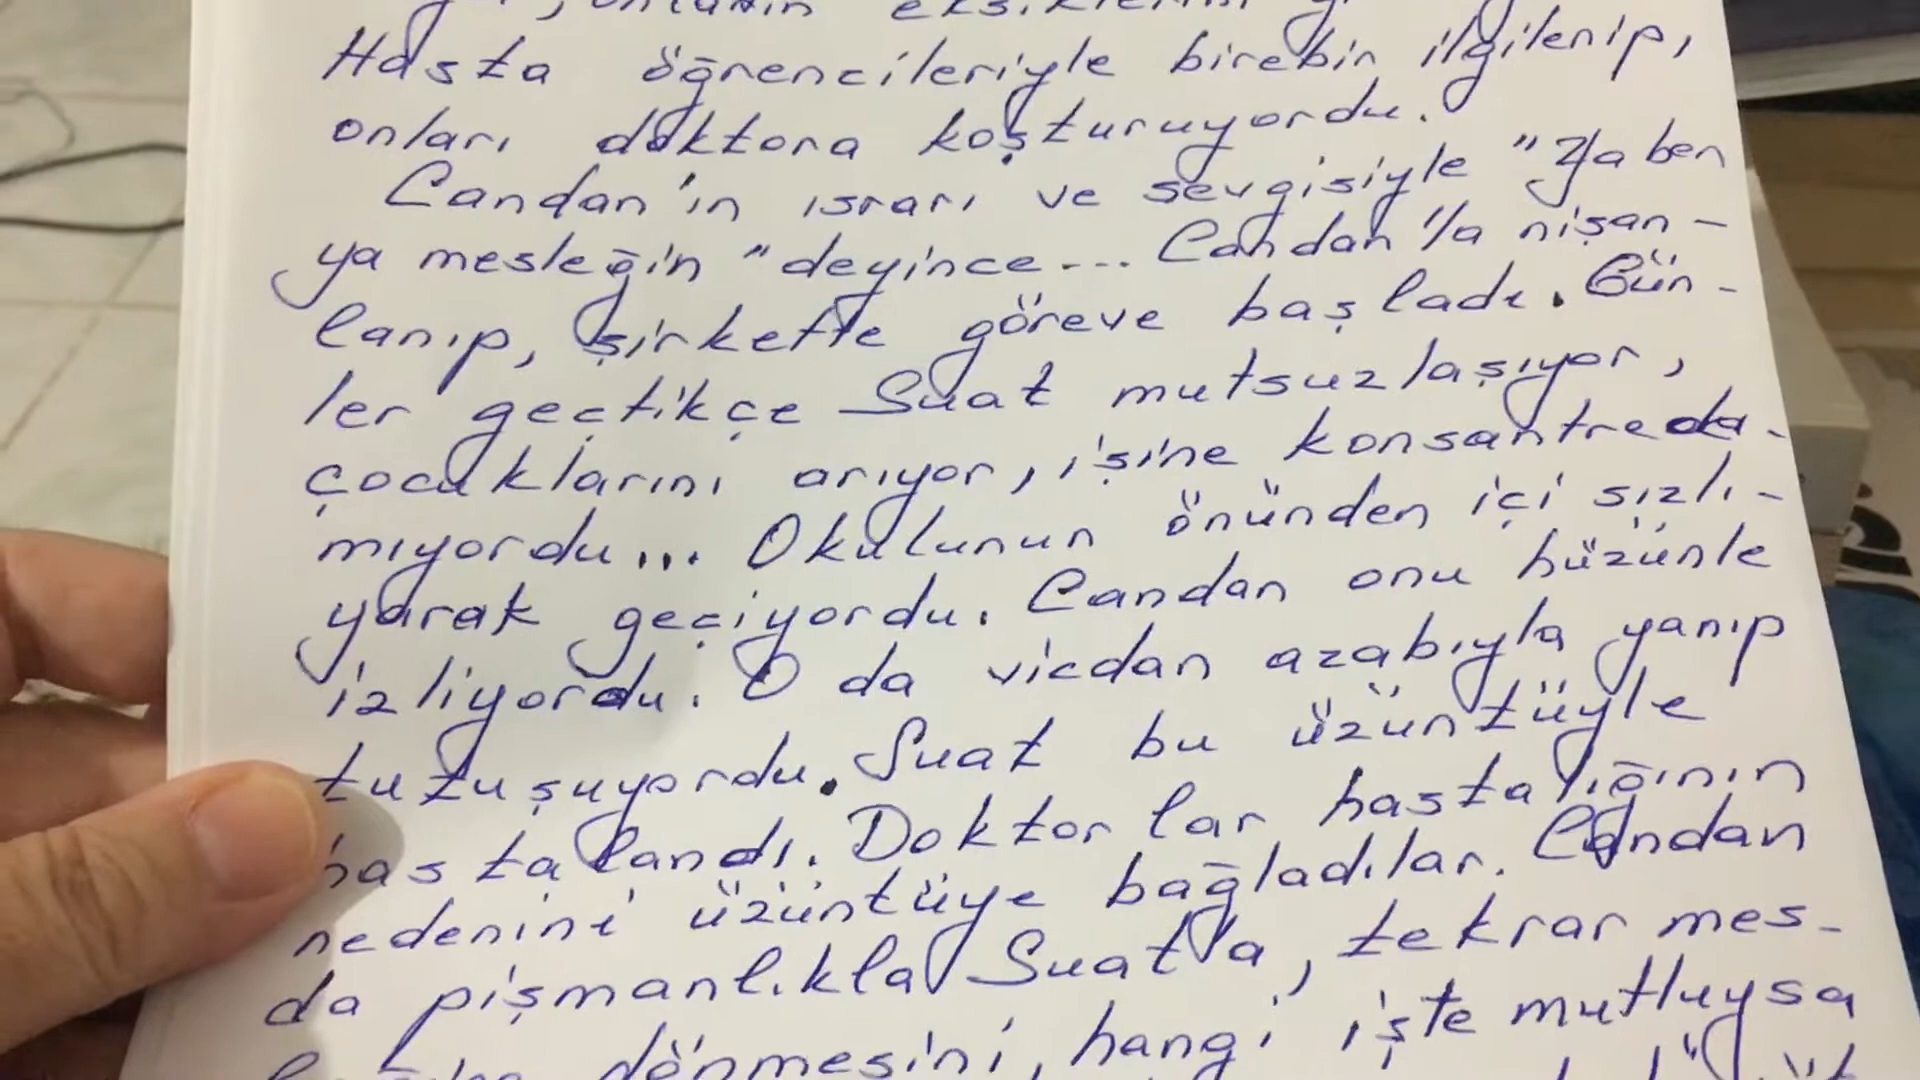 onların eksiklerini
Hasta öğrencileriyle birebir ilgilenip,
onları doktora koşturuyordu.
Candan'ın ısrarı ve sevgisiyle "Ya ben
ya mesleğin" deyince... Candan'la nişan-
lanıp, şirkette göreve başladı. Gün-
ler geçtikçe Suat mutsuzlaşıyor,
çocuklarını arıyor, işine konsantre ola-
mıyordu... Okulunun önünden içi sızlı-
yarak geçiyordu. Candan onu hüzünle
izliyordu. O da vicdan azabıyla yanıp
tutuşuyordu. Suat bu üzüntüyle
hastalandı. Doktorlar hastalığının
nedenini üzüntüye bağladılar. Candan
da pişmanlıkla Suat'a, tekrar mes-
dönmesini, hangi işte mutluysa